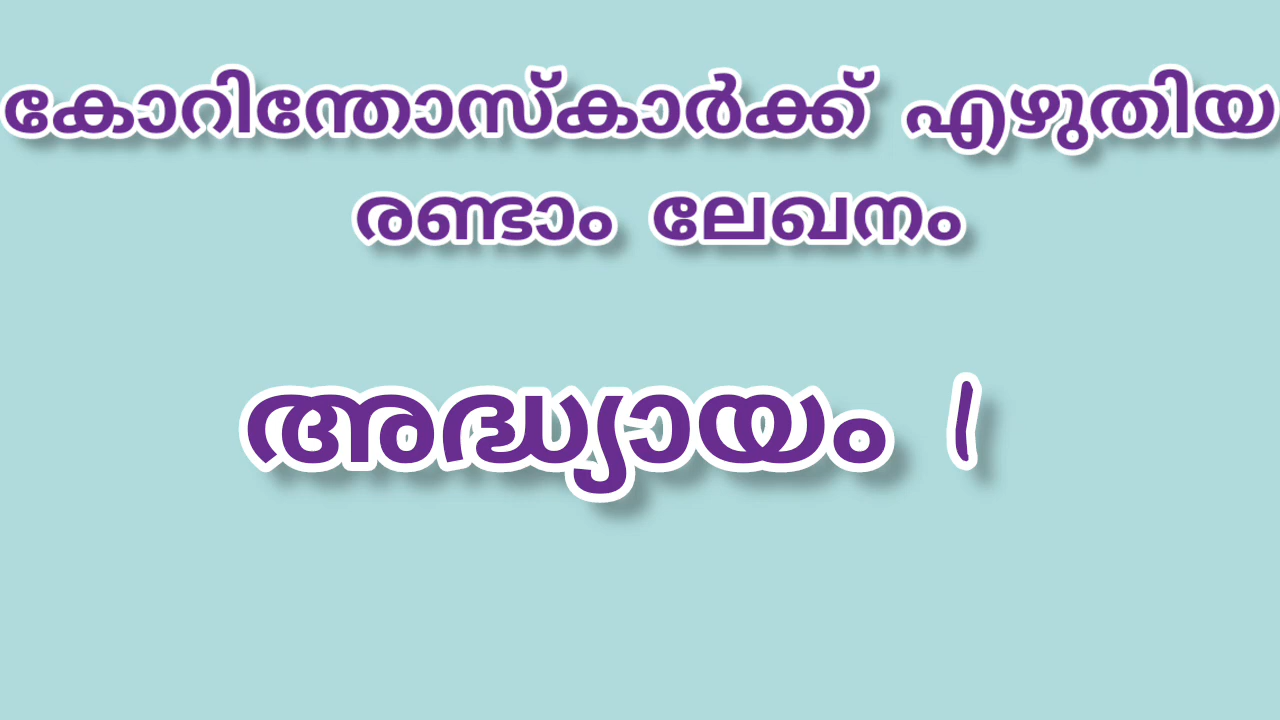 കോറിന്തോസ്കാർക്ക് എഴുതിയ
രണ്ടാം ലേഖനം
അദ്ധ്യായം 1